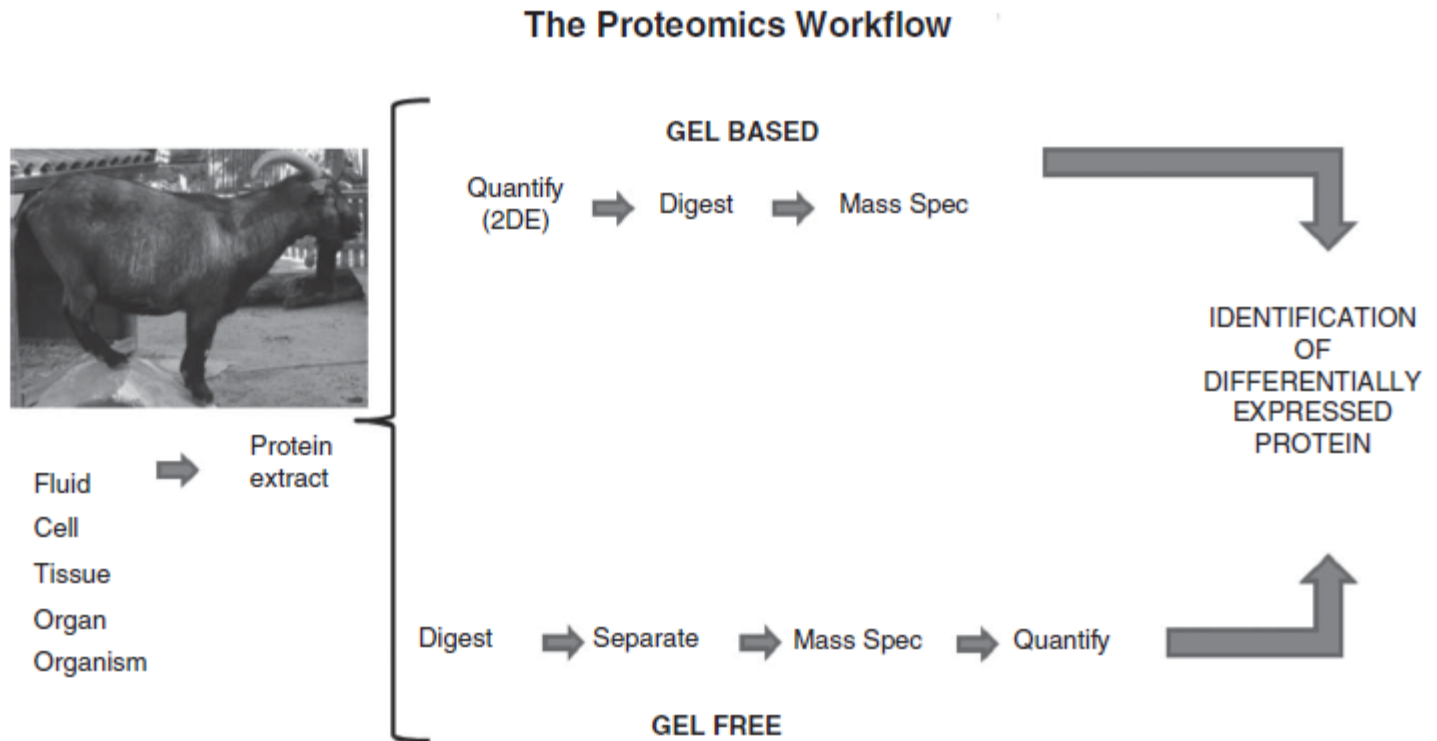 The Proteomics Workflow
GEL BASED
Quantify
(2DE)
Digest
Mass Spec
IDENTIFICATION
OF
DIFFERENTIALLY
EXPRESSED
PROTEIN
Protein
extract
Fluid
Cell
Tissue
Organ
Organism
Digest
Separate
Mass Spec
Quantify
GEL FREE